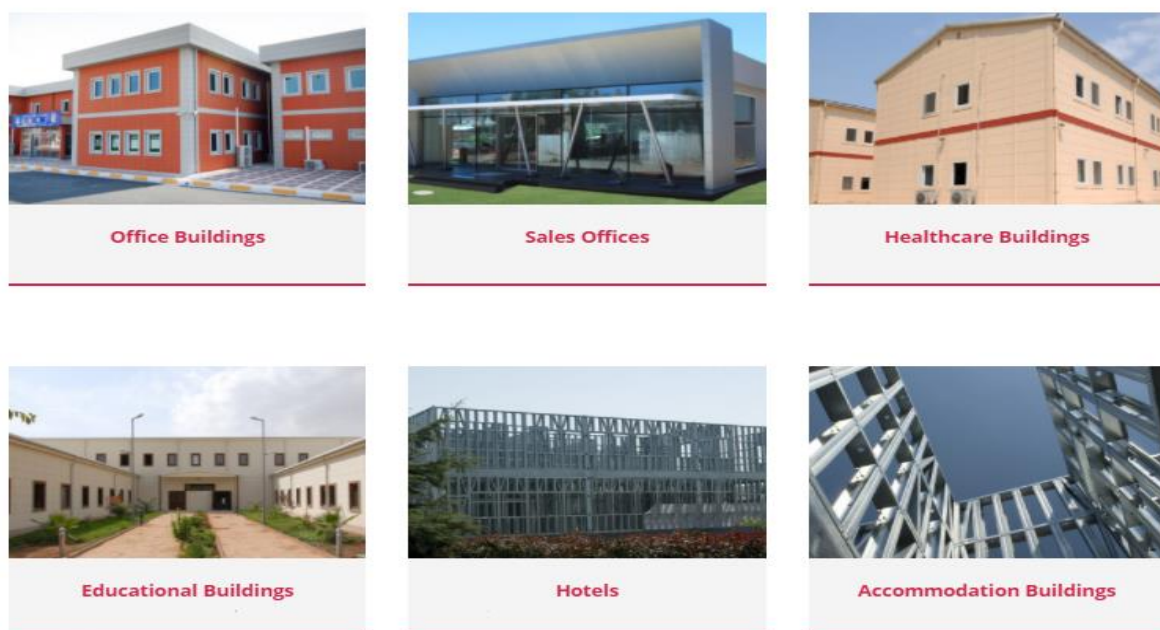 Office Buildings
Sales Offices
Healthcare Buildings
Educational Buildings
Hotels
Accommodation Buildings